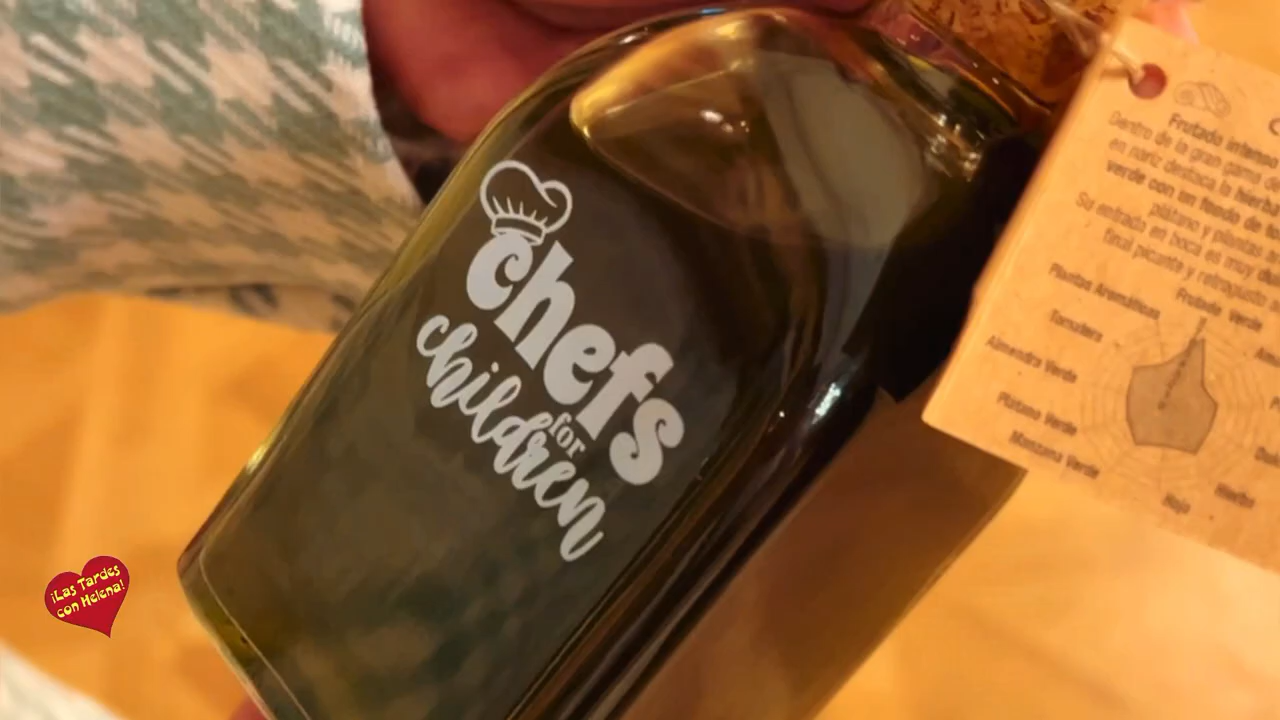 chefs
for
children
Frutado intenso
Dentro de la gran gama de
en nariz destaca la hierba
verde con un fondo de
plátano y plantas
Su entrada en boca es muy
final picante y retrogusto
Plantas Aromáticas
Frutado Verde
Tomatera
Almendra Verde
Plátano Verde
Manzana Verde
Hoja
Hierba
¡Las Tardes
con Helena!